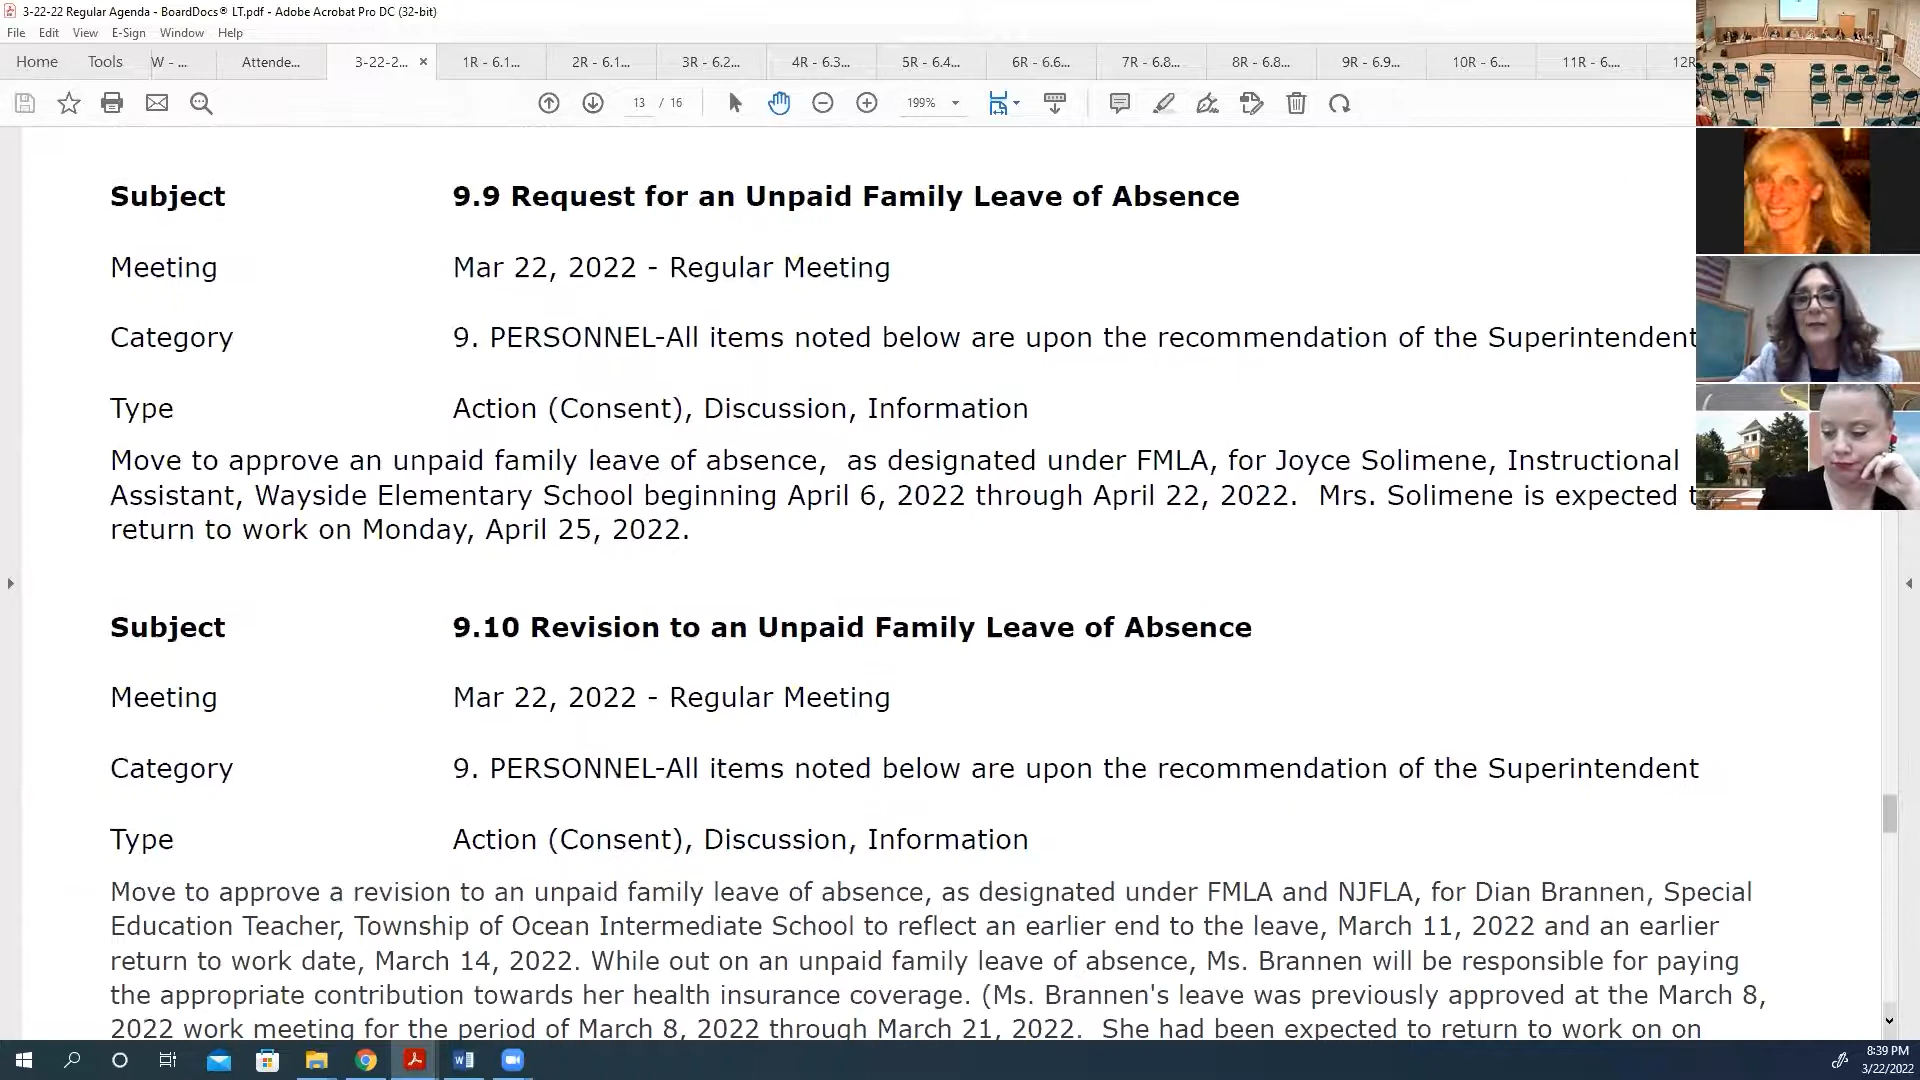 3-22-22 Regular Agenda - BoardDocs® LT.pdf - Adobe Acrobat Pro DC (32-bit)
File Edit View E-Sign Window Help
Home Tools W - ... Attende... 3-22-2... × 1R - 6.1... 2R - 6.1... 3R - 6.2... 4R - 6.3... 5R - 6.4... 6R - 6.6... 7R - 6.8... 8R - 6.8... 9R - 6.9... 10R - 6.... 11R - 6.... 12R
13 / 16 199%
Subject 9.9 Request for an Unpaid Family Leave of Absence
Meeting Mar 22, 2022 - Regular Meeting
Category 9. PERSONNEL-All items noted below are upon the recommendation of the Superintendent
Type Action (Consent), Discussion, Information
Move to approve an unpaid family leave of absence, as designated under FMLA, for Joyce Solimene, Instructional
Assistant, Wayside Elementary School beginning April 6, 2022 through April 22, 2022. Mrs. Solimene is expected
return to work on Monday, April 25, 2022.
Subject 9.10 Revision to an Unpaid Family Leave of Absence
Meeting Mar 22, 2022 - Regular Meeting
Category 9. PERSONNEL-All items noted below are upon the recommendation of the Superintendent
Type Action (Consent), Discussion, Information
Move to approve a revision to an unpaid family leave of absence, as designated under FMLA and NJFLA, for Dian Brannen, Special
Education Teacher, Township of Ocean Intermediate School to reflect an earlier end to the leave, March 11, 2022 and an earlier
return to work date, March 14, 2022. While out on an unpaid family leave of absence, Ms. Brannen will be responsible for paying
the appropriate contribution towards her health insurance coverage. (Ms. Brannen's leave was previously approved at the March 8,
2022 work meeting for the period of March 8, 2022 through March 21, 2022. She had been expected to return to work on on
8:39 PM
3/22/2022